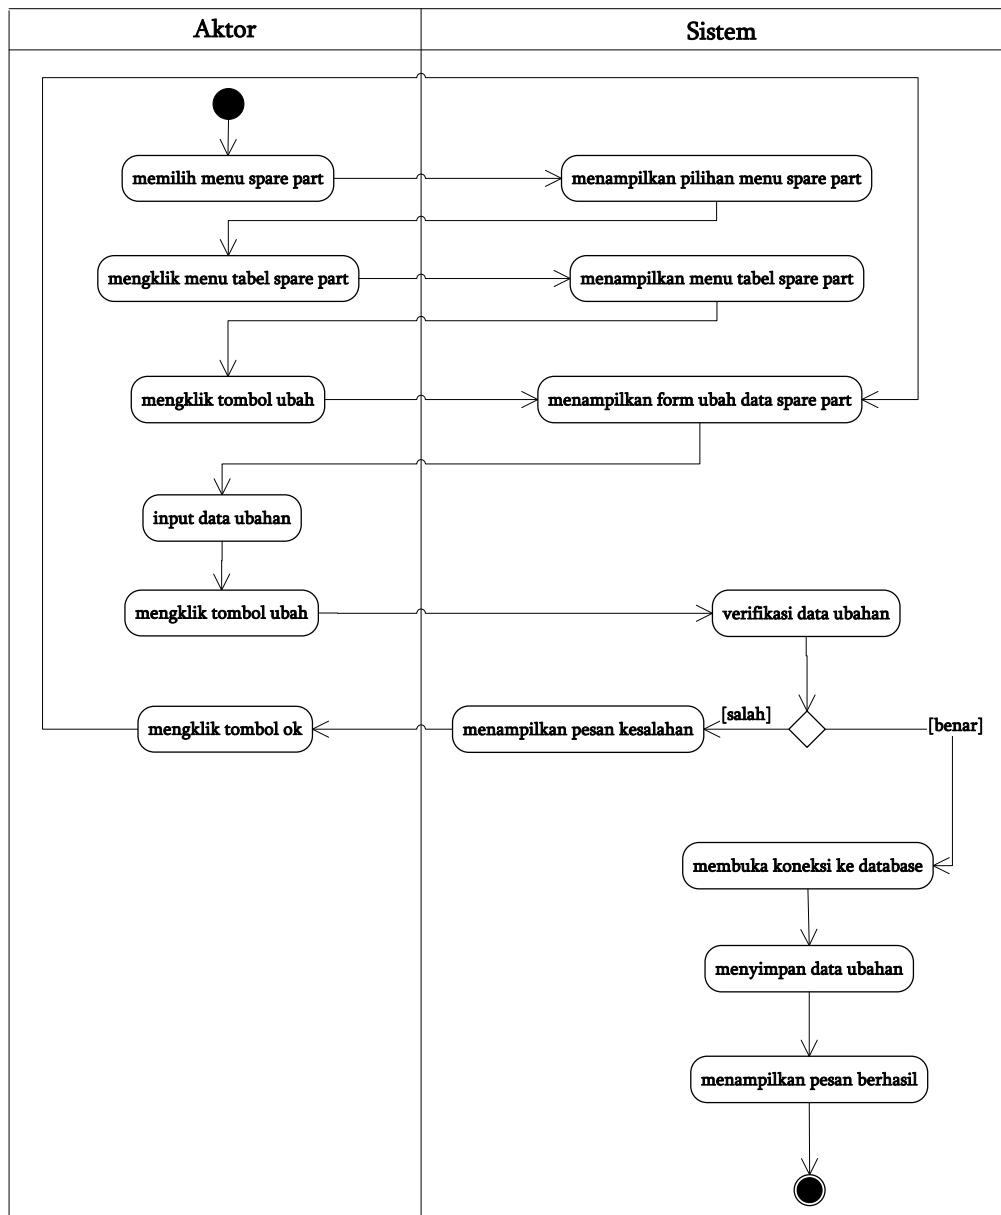 Aktor
Sistem
memilih menu spare part
menampilkan pilihan menu spare part
mengklik menu tabel spare part
menampilkan menu tabel spare part
mengklik tombol ubah
menampilkan form ubah data spare part
input data ubahan
mengklik tombol ubah
verifikasi data ubahan
[salah]
[benar]
mengklik tombol ok
menampilkan pesan kesalahan
membuka koneksi ke database
menyimpan data ubahan
menampilkan pesan berhasil